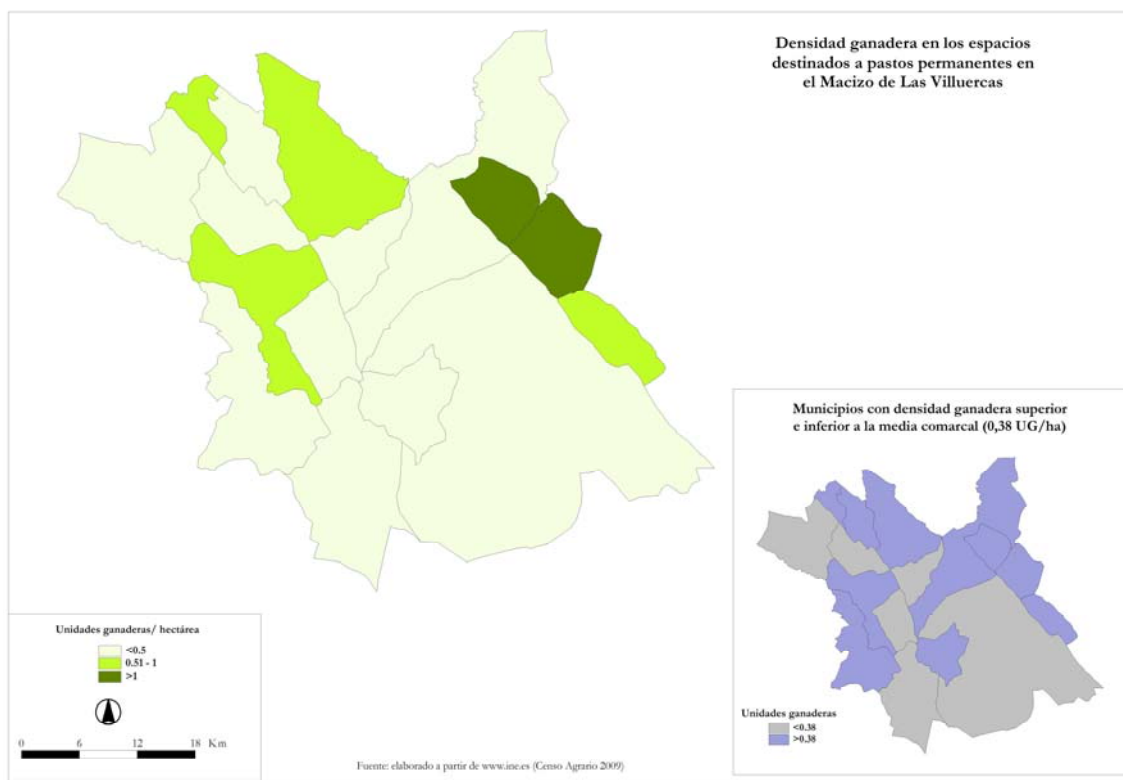 Densidad ganadera en los espacios
destinados a pastos permanentes en
el Macizo de Las Villuercas
Municipios con densidad ganadera superior
e inferior a la media comarcal (0,38 UG/ha)
Unidades ganaderas
<0.38
>0.38
Unidades ganaderas/ hectárea
<0.5
0.51 - 1
>1
0 6 12 18 Km
Fuente: elaborado a partir de www.ine.es (Censo Agrario 2009)